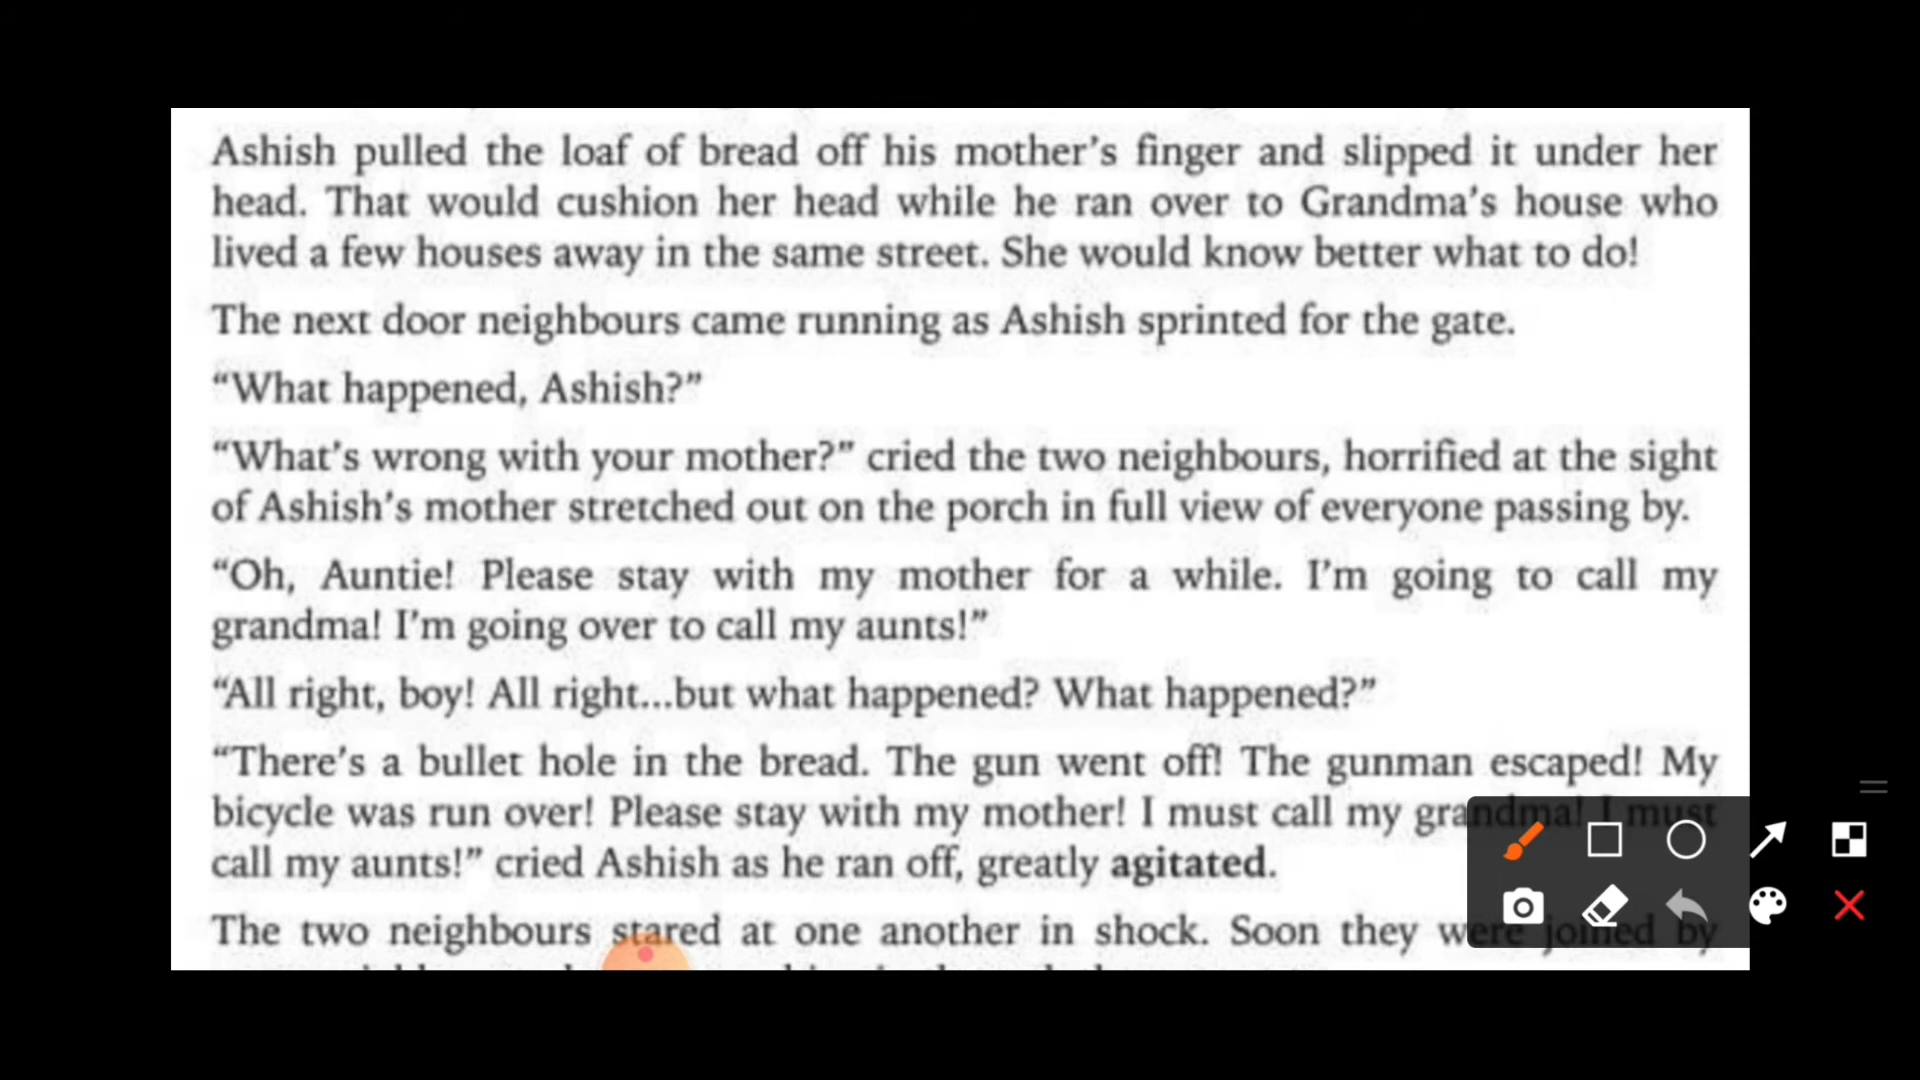 Ashish pulled the loaf of bread off his mother's finger and slipped it under her
head. That would cushion her head while he ran over to Grandma's house who
lived a few houses away in the same street. She would know better what to do!
The next door neighbours came running as Ashish sprinted for the gate.
“What happened, Ashish?”
“What's wrong with your mother?” cried the two neighbours, horrified at the sight
of Ashish's mother stretched out on the porch in full view of everyone passing by.
“Oh, Auntie! Please stay with my mother for a while. I'm going to call my
grandma! I'm going over to call my aunts!”
“All right, boy! All right...but what happened? What happened?”
“There's a bullet hole in the bread. The gun went off! The gunman escaped! My
bicycle was run over! Please stay with my mother! I must call my grandma! I must
call my aunts!” cried Ashish as he ran off, greatly agitated.
The two neighbours stared at one another in shock. Soon they were joined by